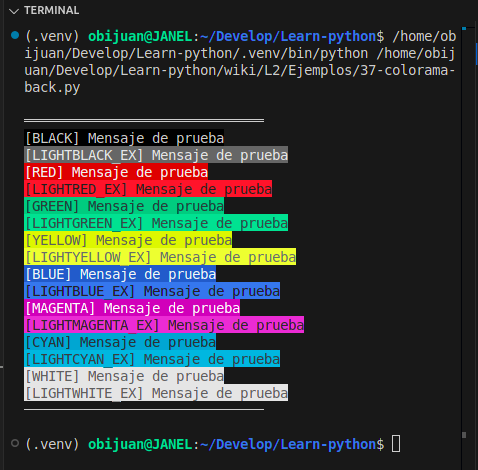 TERMINAL
(.venv) obijuan@JANEL:~/Develop/Learn-python$ /home/ob
ijuan/Develop/Learn-python/.venv/bin/python /home/obij
uan/Develop/Learn-python/wiki/L2/Ejemplos/37-colorama-
back.py
[BLACK] Mensaje de prueba
[LIGHTBLACK_EX] Mensaje de prueba
[RED] Mensaje de prueba
[LIGHTRED_EX] Mensaje de prueba
[GREEN] Mensaje de prueba
[LIGHTGREEN_EX] Mensaje de prueba
[YELLOW] Mensaje de prueba
[LIGHTYELLOW_EX] Mensaje de prueba
[BLUE] Mensaje de prueba
[LIGHTBLUE_EX] Mensaje de prueba
[MAGENTA] Mensaje de prueba
[LIGHTMAGENTA_EX] Mensaje de prueba
[CYAN] Mensaje de prueba
[LIGHTCYAN_EX] Mensaje de prueba
[WHITE] Mensaje de prueba
[LIGHTWHITE_EX] Mensaje de prueba
(.venv) obijuan@JANEL:~/Develop/Learn-python$